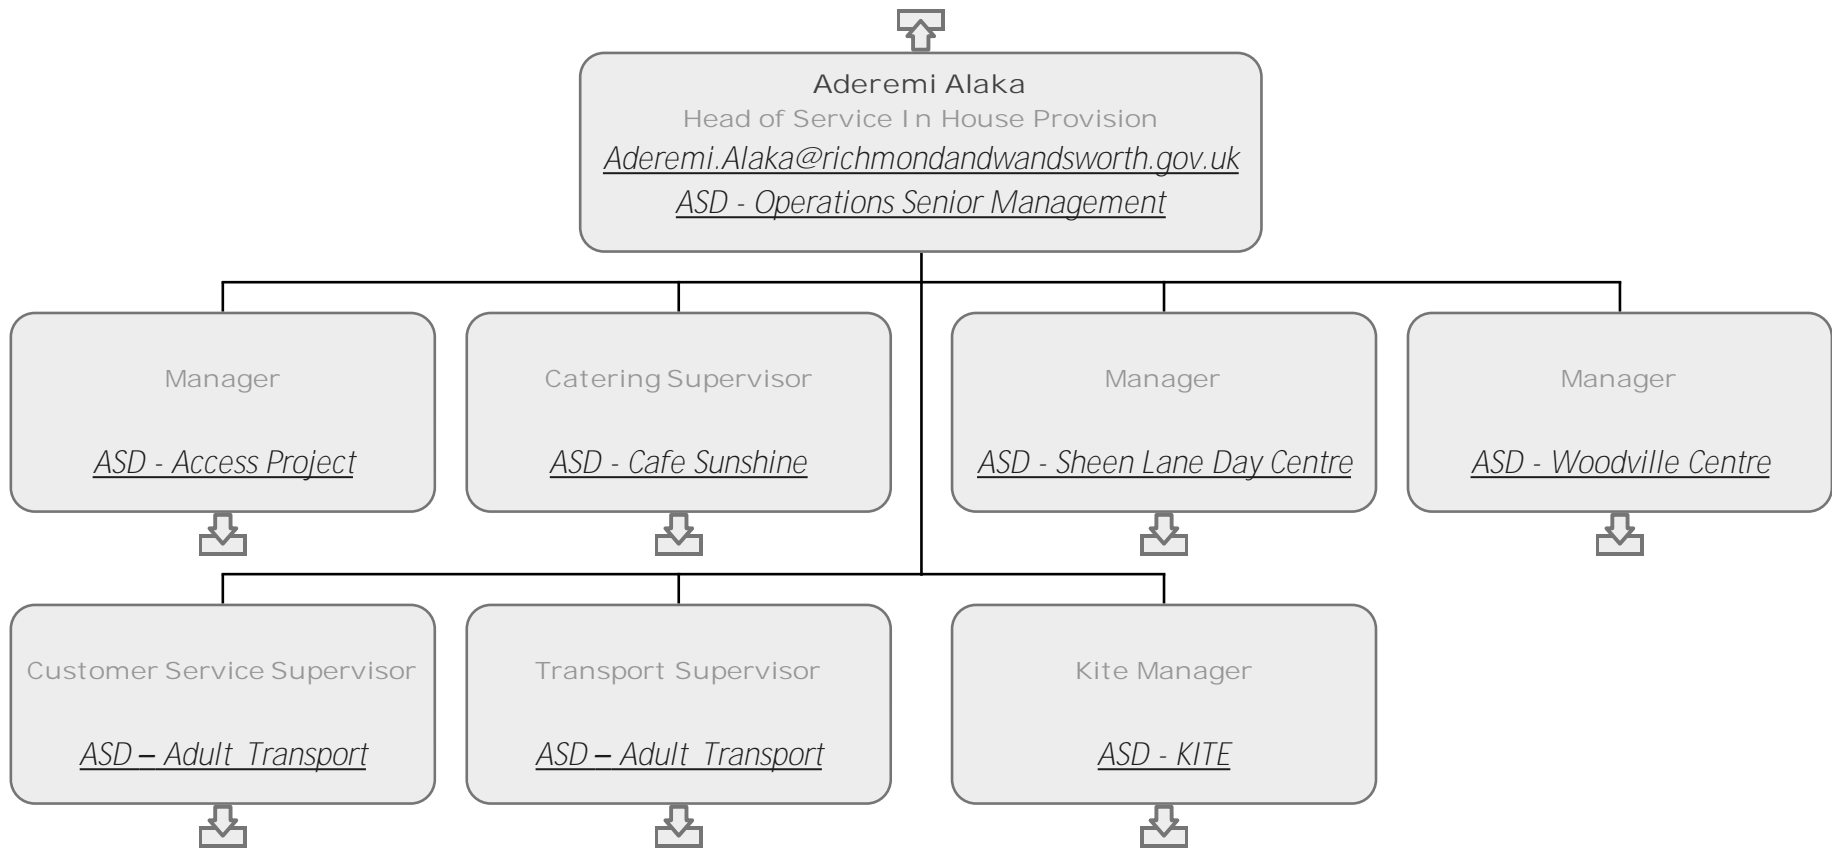 Aderemi Alaka
Head of Service In House Provision
Aderemi.Alaka@richmondandwandsworth.gov.uk
ASD - Operations Senior Management
Manager
ASD - Access Project
Catering Supervisor
ASD - Cafe Sunshine
Manager
ASD - Sheen Lane Day Centre
Manager
ASD - Woodville Centre
Customer Service Supervisor
ASD – Adult Transport
Transport Supervisor
ASD – Adult Transport
Kite Manager
ASD - KITE